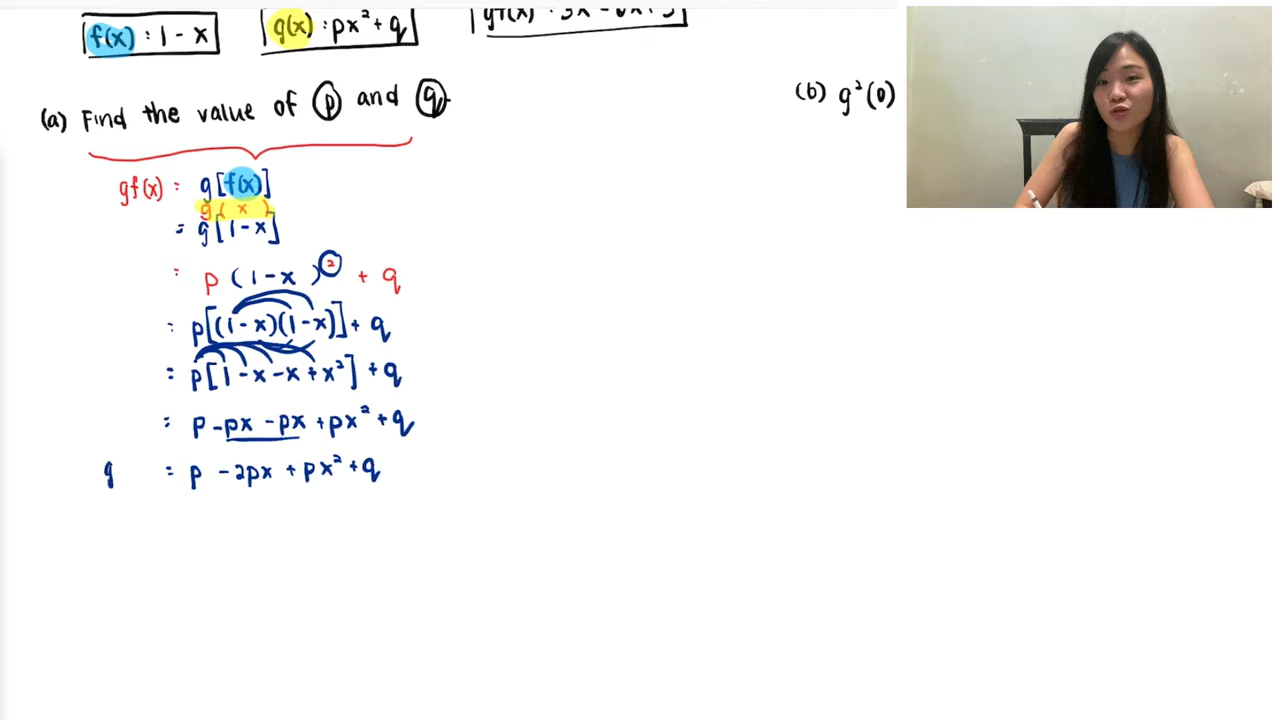 f(x) : 1 - x
g(x) : px² + q
(a) Find the value of p and q.
gf(x) = g[f(x)]
g( x )
= g[1 - x]
= p(1 - x)² + q
= p[(1 - x)(1 - x)] + q
= p[1 - x - x + x²] + q
= p - px - px + px² + q
g = p - 2px + px² + q
(b) g²(0)